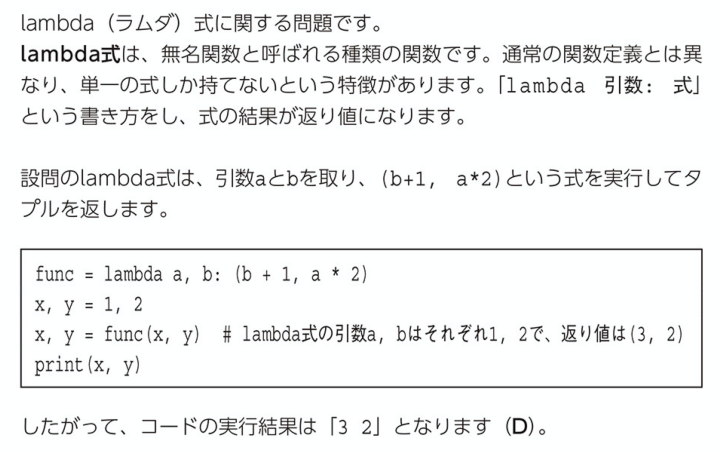 lambda（ラムダ）式に関する問題です。
lambda式は、無名関数と呼ばれる種類の関数です。通常の関数定義とは異
なり、単一の式しか持てないという特徴があります。「lambda 引数: 式」
という書き方をし、式の結果が返り値になります。
設問のlambda式は、引数aとbを取り、(b+1, a*2)という式を実行してタ
プルを返します。
func = lambda a, b: (b + 1, a * 2)
x, y = 1, 2
x, y = func(x, y)  # lambda式の引数a, bはそれぞれ1, 2で、返り値は(3, 2)
print(x, y)
したがって、コードの実行結果は「3 2」となります（D）。